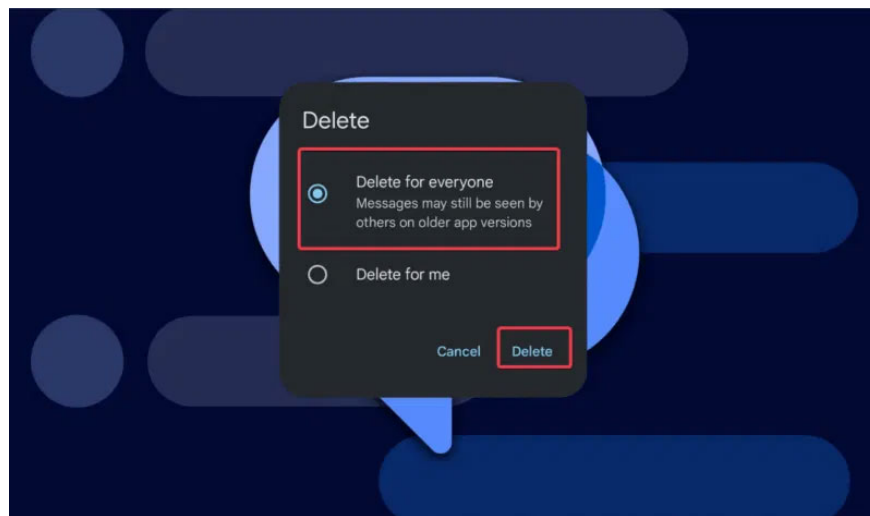 Delete
Delete for everyone
Messages may still be seen by
others on older app versions
Delete for me
Cancel Delete